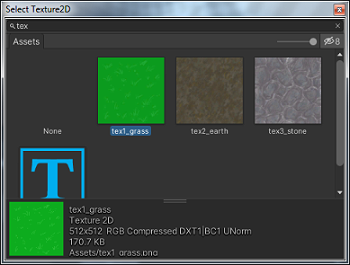 Select Texture2D
tex
Assets
8
None
tex1_grass
tex2_earth
tex3_stone
T
tex1_grass
Texture 2D
512x512 RGB Compressed DXT1|BC1 UNorm
170.7 KB
Assets/tex1_grass.png